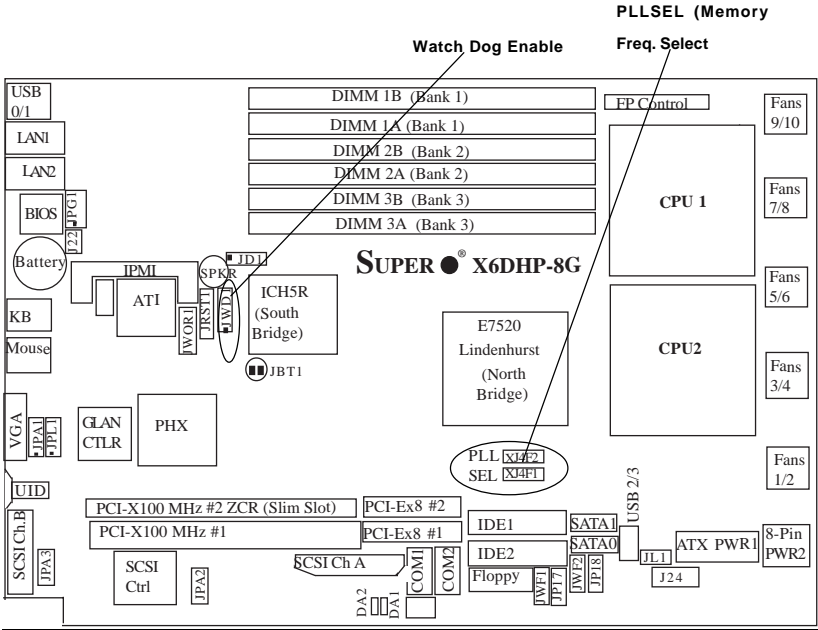 PLLSEL (Memory
Freq. Select
Watch Dog Enable
USB
0/1
LAN1
LAN2
BIOS
JPG1
J22
Battery
KB
Mouse
DIMM 1B (Bank 1)
DIMM 1A (Bank 1)
DIMM 2B (Bank 2)
DIMM 2A (Bank 2)
DIMM 3B (Bank 3)
DIMM 3A (Bank 3)
FP Control
Fans
9/10
Fans
7/8
Fans
5/6
Fans
3/4
Fans
1/2
CPU 1
CPU2
SUPER ● ® X6DHP-8G
IPMI
ATI
SPKR
JD1
JWOR1
JRST1
JWD1
ICH5R
(South
Bridge)
JBT1
E7520
Lindenhurst
(North
Bridge)
PLL XJ4F2
SEL XJ4F1
VGA
JPA1
JPL1
GLAN
CTLR
PHX
UID
SCSI Ch.B
JPA3
PCI-X100 MHz #2 ZCR (Slim Slot)
PCI-X100 MHz #1
PCI-Ex8 #2
PCI-Ex8 #1
SCSI
Ctrl
JPA2
SCSI Ch A
COM1
COM2
DA2
DA1
IDE1
IDE2
Floppy
SATA1
SATA0
USB 2/3
JWF1
JP17
JWF2
JP18
JL1
J24
ATX PWR1
8-Pin
PWR2